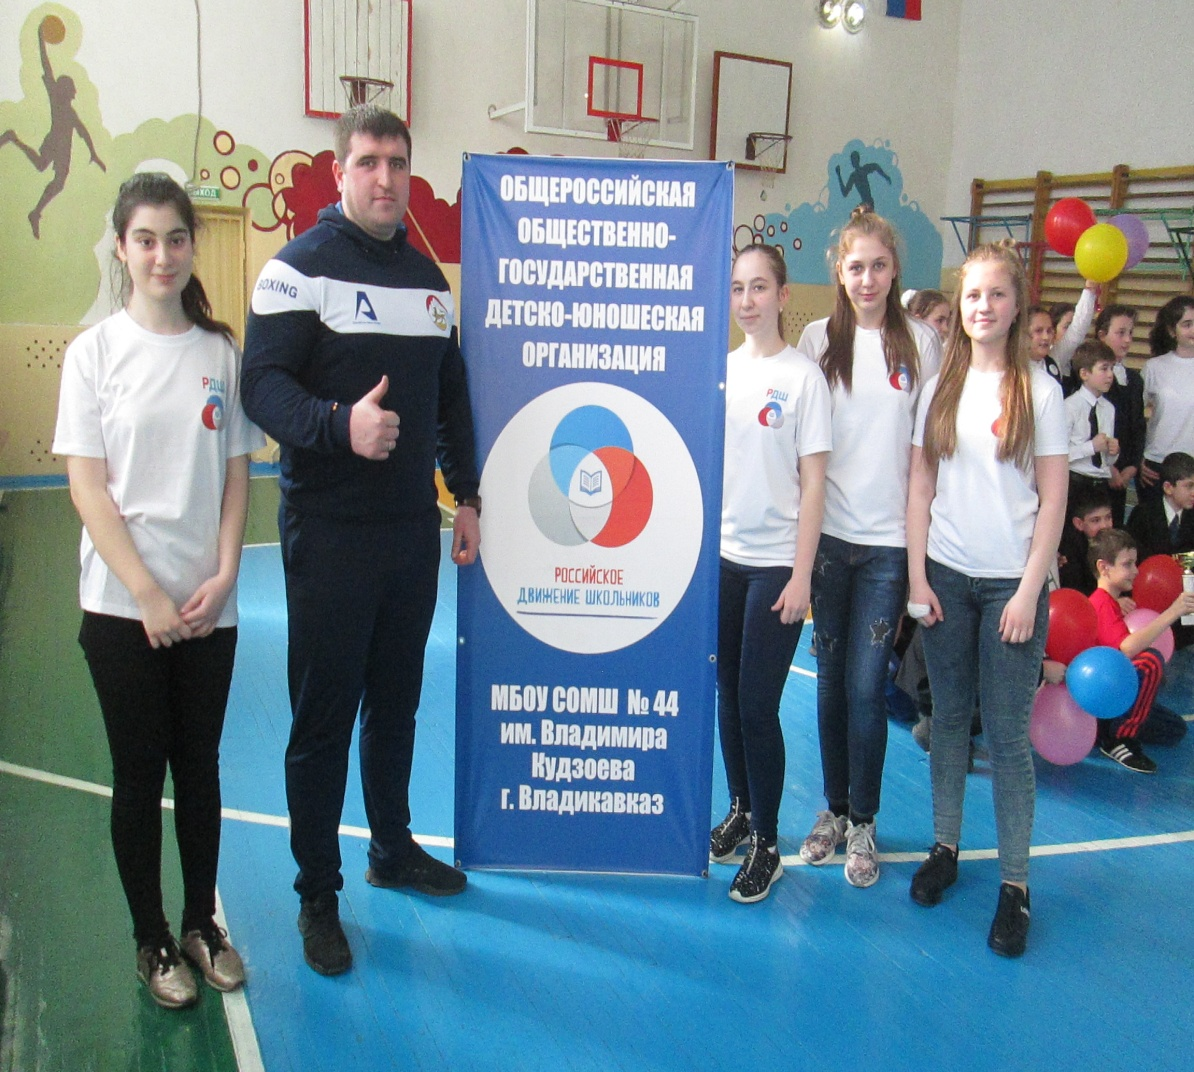 ОБЩЕРОССИЙСКАЯ
ОБЩЕСТВЕННО-
ГОСУДАРСТВЕННАЯ
ДЕТСКО-ЮНОШЕСКАЯ
ОРГАНИЗАЦИЯ
РОССИЙСКОЕ
ДВИЖЕНИЕ ШКОЛЬНИКОВ
МБОУ СОМШ № 44
им. Владимира
Кудзоева
г. Владикавказ
BOXING
РДШ
РДШ
ВЫХОД